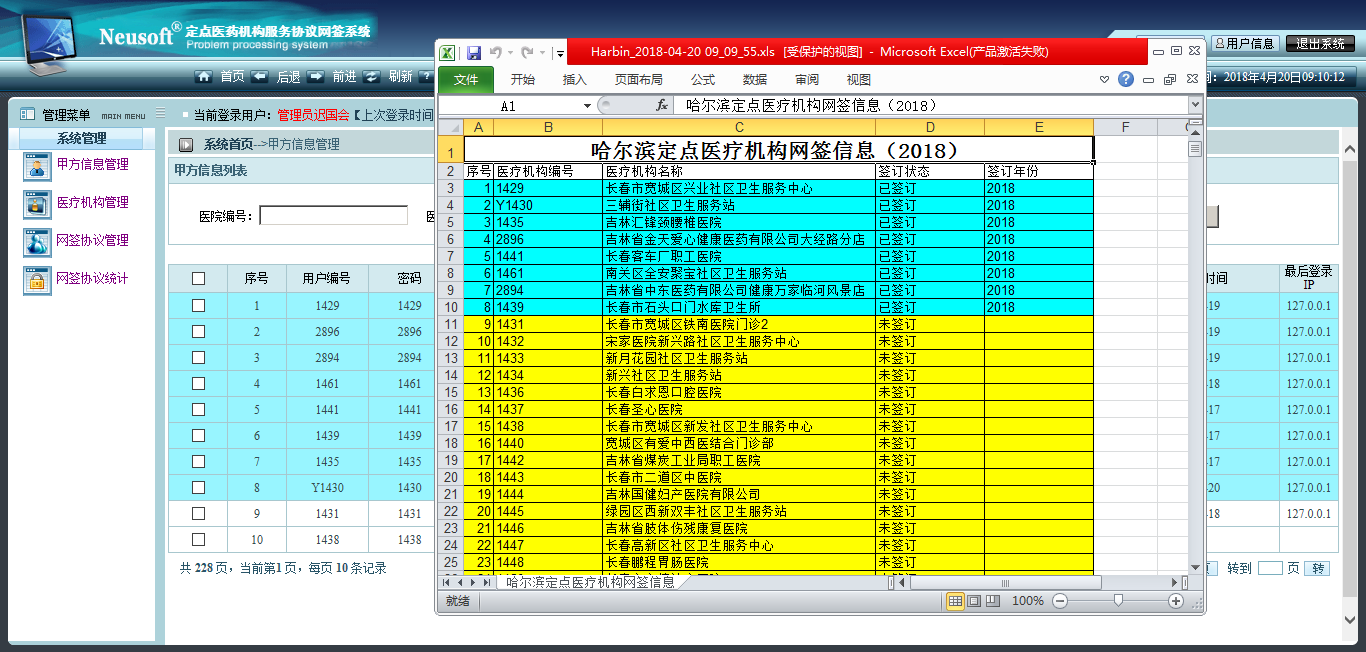 Neusoft® 定点医药机构服务协议网签系统
Problem processing system
首页 后退 前进 刷新 ?
用户信息 退出系统
间：2018年4月20日09:10:12
管理菜单 MAIN MENU
当前登录用户：管理员迟国会【上次登录时间
系统管理
甲方信息管理
医疗机构管理
网签协议管理
网签协议统计
系统首页-->甲方信息管理
甲方信息列表
医院编号：
序号 用户编号 密码 时间 最后登录IP
1 1429 1429 -19 127.0.0.1
2 2896 2896 -19 127.0.0.1
3 2894 2894 -19 127.0.0.1
4 1461 1461 -18 127.0.0.1
5 1441 1441 -17 127.0.0.1
6 1439 1439 -17 127.0.0.1
7 1435 1435 -17 127.0.0.1
8 Y1430 1430 -20 127.0.0.1
9 1431 1431 -18 127.0.0.1
10 1438 1438
共 228 页，当前第1 页，每页 10 条记录
页 转到 页 转
Harbin_2018-04-20 09_09_55.xls [受保护的视图] - Microsoft Excel(产品激活失败)
文件 开始 插入 页面布局 公式 数据 审阅 视图
A1 fx 哈尔滨定点医疗机构网签信息（2018）
A B C D E F
1 哈尔滨定点医疗机构网签信息（2018）
2 序号 医疗机构编号 医疗机构名称 签订状态 签订年份
3 1 1429 长春市宽城区兴业社区卫生服务中心 已签订 2018
4 2 Y1430 三辅街社区卫生服务站 已签订 2018
5 3 1435 吉林汇锋颈腰椎医院 已签订 2018
6 4 2896 吉林省金天爱心健康医药有限公司大经路分店 已签订 2018
7 5 1441 长春客车厂职工医院 已签订 2018
8 6 1461 南关区全安聚宝社区卫生服务站 已签订 2018
9 7 2894 吉林省中东医药有限公司健康万家临河风景店 已签订 2018
10 8 1439 长春市石头口门水库卫生所 已签订 2018
11 9 1431 长春市宽城区铁南医院门诊2 未签订
12 10 1432 宋家医院新兴路社区卫生服务中心 未签订
13 11 1433 新月花园社区卫生服务站 未签订
14 12 1434 新兴社区卫生服务站 未签订
15 13 1436 长春白求恩口腔医院 未签订
16 14 1437 长春圣心医院 未签订
17 15 1438 长春市宽城区新发社区卫生服务中心 未签订
18 16 1440 宽城区有爱中西医结合门诊部 未签订
19 17 1442 吉林省煤炭工业局职工医院 未签订
20 18 1443 长春市二道区中医院 未签订
21 19 1444 吉林国健妇产医院有限公司 未签订
22 20 1445 绿园区西新双丰社区卫生服务站 未签订
23 21 1446 吉林省肢体伤残康复医院 未签订
24 22 1447 长春高新区社区卫生服务中心 未签订
25 23 1448 长春鹏程胃肠医院 未签订
哈尔滨定点医疗机构网签信息
就绪 100%